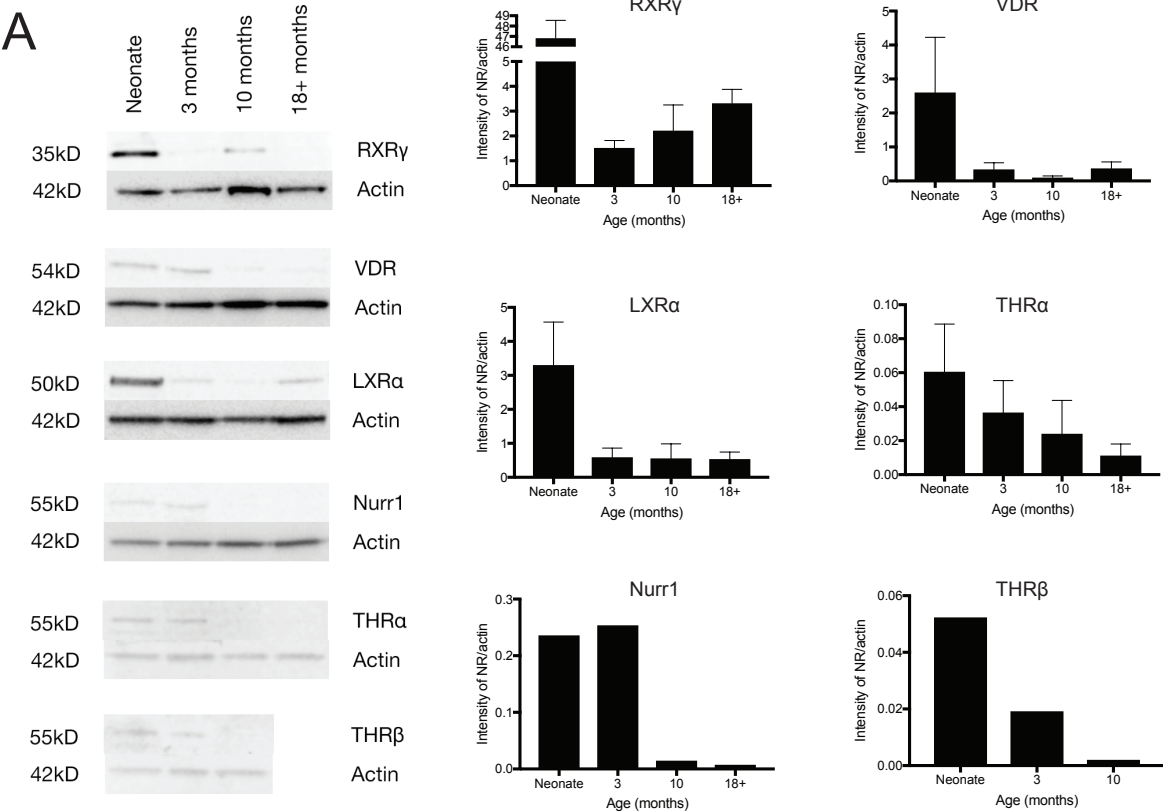 A
Neonate
3 months
10 months
18+ months
35kD
RXRγ
42kD
Actin
54kD
VDR
42kD
Actin
50kD
LXRα
42kD
Actin
55kD
Nurr1
42kD
Actin
55kD
THRα
42kD
Actin
55kD
THRβ
42kD
Actin
RXRγ
Intensity of NR/actin
49
48
47
46
5
4
3
2
1
0
Neonate 3 10 18+
Age (months)
VDR
Intensity of NR/actin
5
4
3
2
1
0
Neonate 3 10 18+
Age (months)
LXRα
Intensity of NR/actin
5
4
3
2
1
0
Neonate 3 10 18+
Age (months)
THRα
Intensity of NR/actin
0.10
0.08
0.06
0.04
0.02
0.00
Neonate 3 10 18+
Age (months)
Nurr1
Intensity of NR/actin
0.3
0.2
0.1
0.0
Neonate 3 10 18+
Age (months)
THRβ
Intensity of NR/actin
0.06
0.04
0.02
0.00
Neonate 3 10
Age (months)